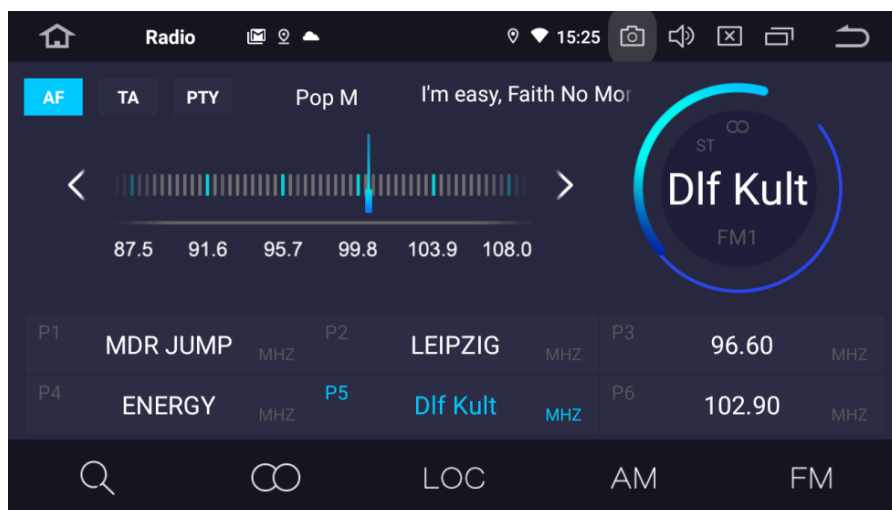 Radio 15:25
AF TA PTY Pop M I'm easy, Faith No Mor
ST
Dlf Kult
FM1
87.5 91.6 95.7 99.8 103.9 108.0
P1 MDR JUMP MHZ P2 LEIPZIG MHZ P3 96.60 MHZ
P4 ENERGY MHZ P5 Dlf Kult MHZ P6 102.90 MHZ
LOC AM FM